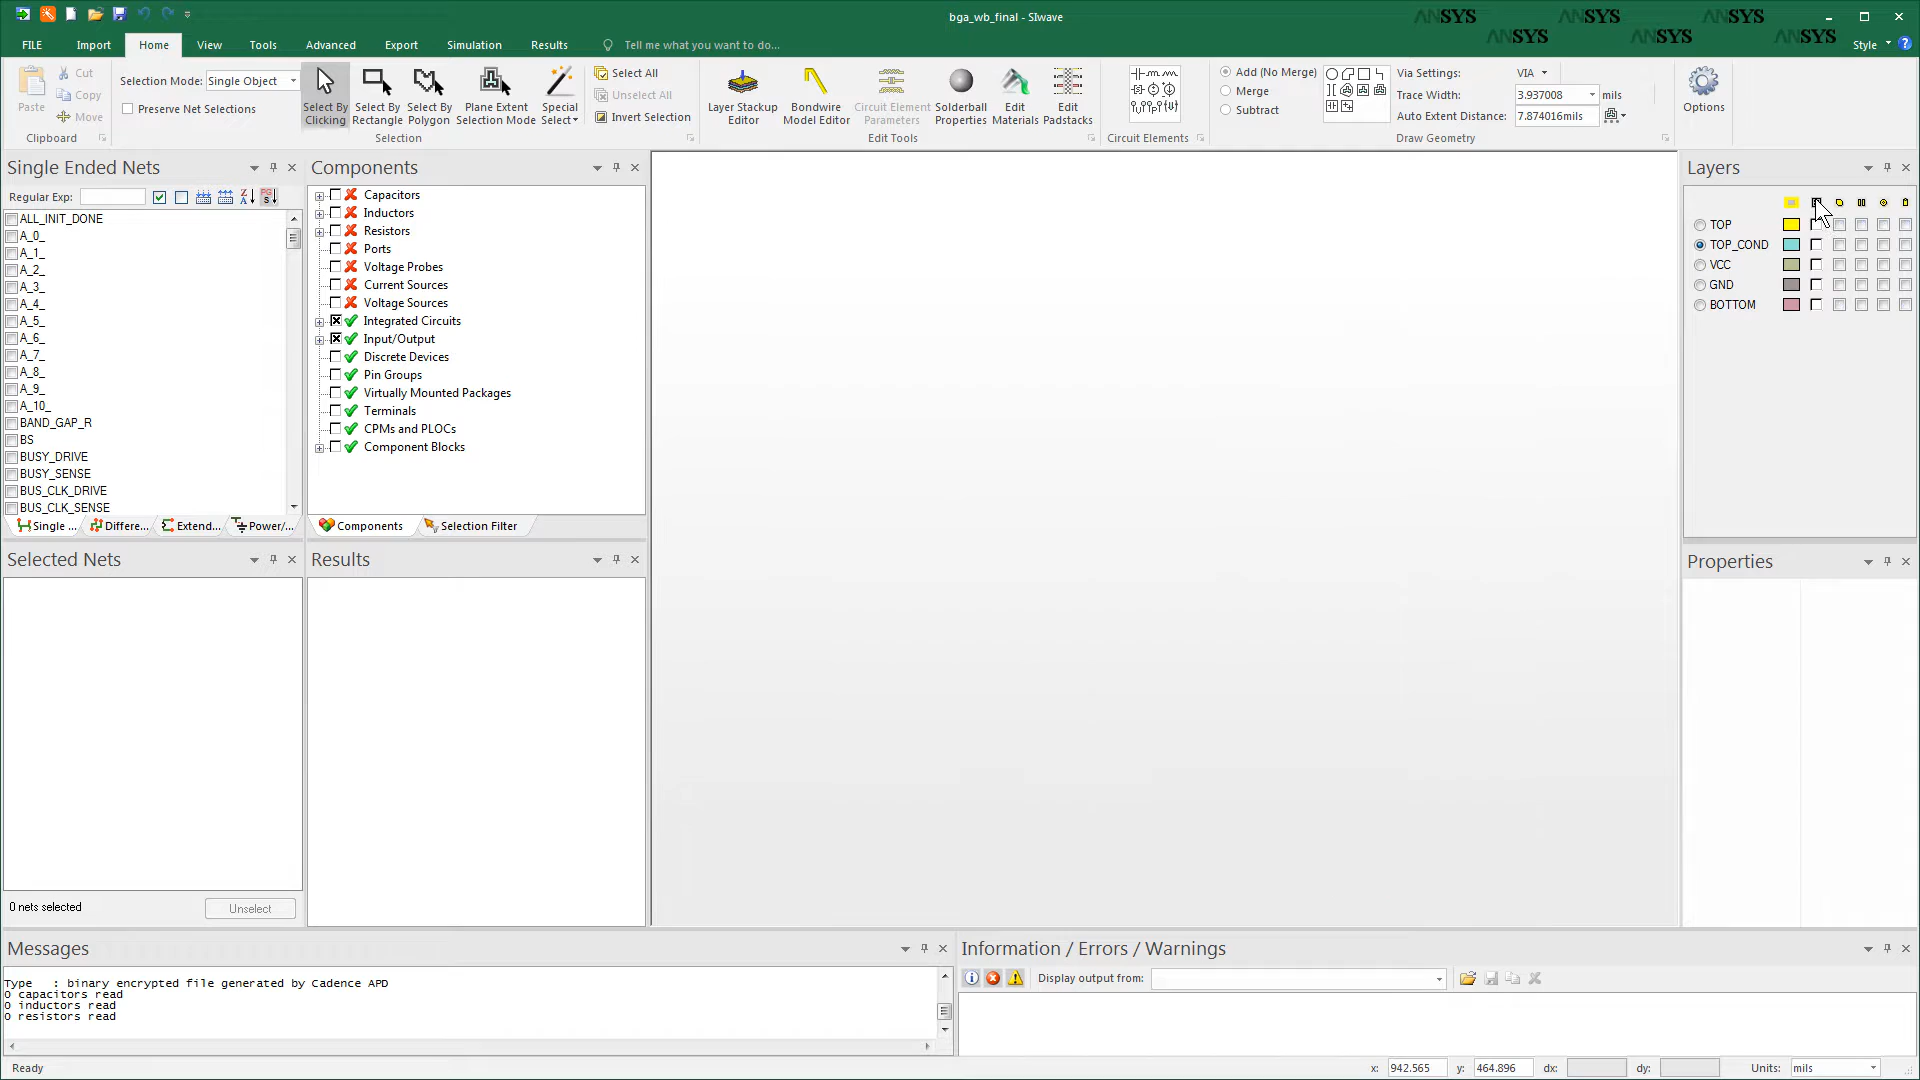 bga_wb_final - SIwave
ANSYS ANSYS ANSYS
ANSYS ANSYS ANSYS
FILE Import Home View Tools Advanced Export Simulation Results Tell me what you want to do... Style
Paste
Cut
Copy
Move
Clipboard
Selection Mode: Single Object
Preserve Net Selections
Select By Clicking
Select By Rectangle
Select By Polygon
Plane Extent Selection Mode
Special Select
Select All
Unselect All
Invert Selection
Selection
Layer Stackup Editor
Bondwire Model Editor
Circuit Element Parameters
Solderball Properties
Edit Materials
Edit Padstacks
Edit Tools
Circuit Elements
Add (No Merge)
Merge
Subtract
Via Settings: VIA
Trace Width: 3.937008 mils
Auto Extent Distance: 7.874016mils
Draw Geometry
Options
Single Ended Nets
Regular Exp:
ALL_INIT_DONE
A_0_
A_1_
A_2_
A_3_
A_4_
A_5_
A_6_
A_7_
A_8_
A_9_
A_10_
BAND_GAP_R
BS
BUSY_DRIVE
BUSY_SENSE
BUS_CLK_DRIVE
BUS_CLK_SENSE
Single ... Differe... Extend... Power/...
Components
Capacitors
Inductors
Resistors
Ports
Voltage Probes
Current Sources
Voltage Sources
Integrated Circuits
Input/Output
Discrete Devices
Pin Groups
Virtually Mounted Packages
Terminals
CPMs and PLOCs
Component Blocks
Components Selection Filter
Layers
TOP
TOP_COND
VCC
GND
BOTTOM
Selected Nets
0 nets selected Unselect
Results
Properties
Messages
Type : binary encrypted file generated by Cadence APD
0 capacitors read
0 inductors read
0 resistors read
Information / Errors / Warnings
Display output from:
Ready x: 942.565 y: 464.896 dx: dy: Units: mils